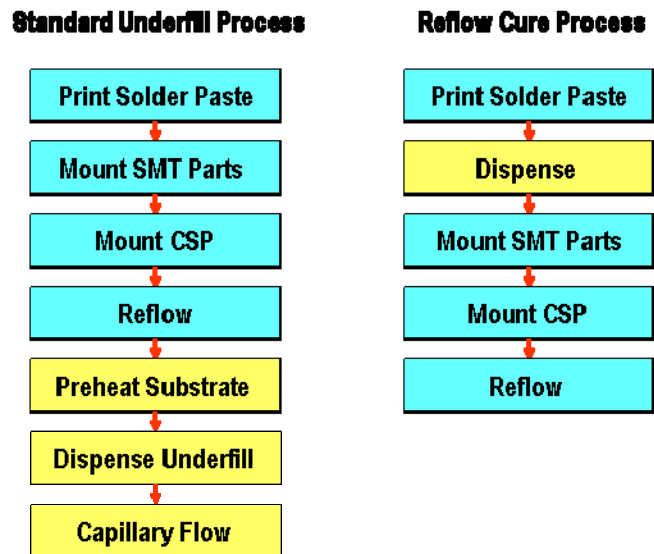 Standard Underfill Process
Print Solder Paste
Mount SMT Parts
Mount CSP
Reflow
Preheat Substrate
Dispense Underfill
Capillary Flow
Reflow Cure Process
Print Solder Paste
Dispense
Mount SMT Parts
Mount CSP
Reflow